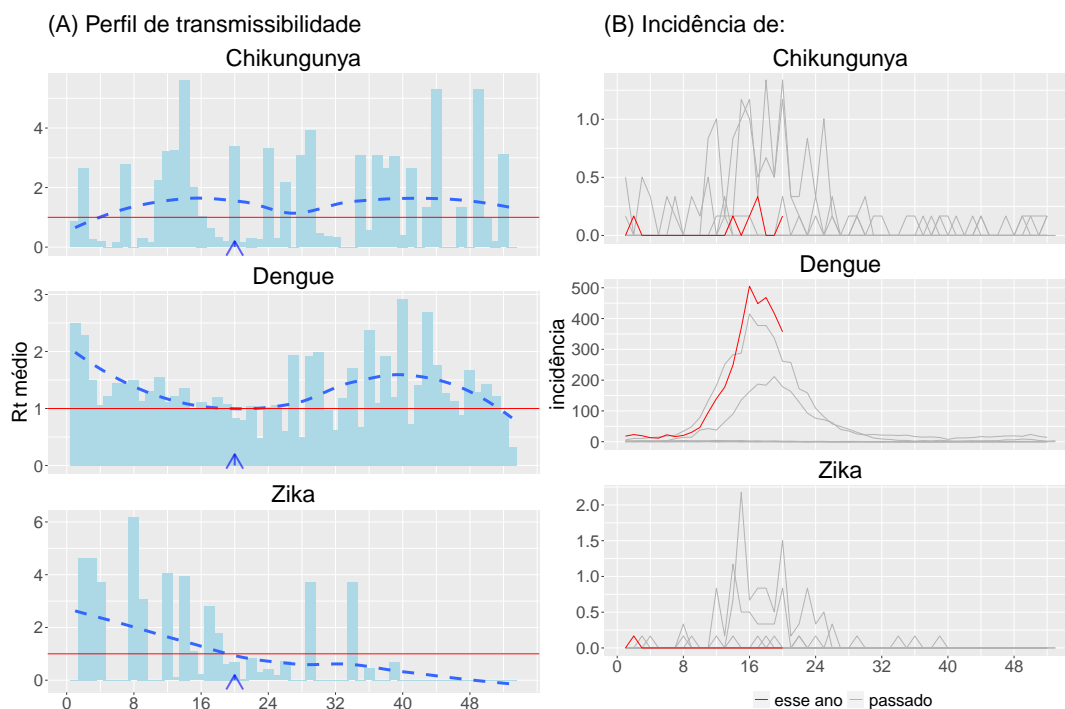 (A) Perfil de transmissibilidade
Chikungunya
4
2
0
Dengue
3
2
1
0
Zika
6
4
2
0
0 8 16 24 32 40 48
Rt médio
(B) Incidência de:
Chikungunya
1.0
0.5
0.0
Dengue
500
400
300
200
100
0
Zika
2.0
1.5
1.0
0.5
0.0
0 8 16 24 32 40 48
incidência
esse ano passado